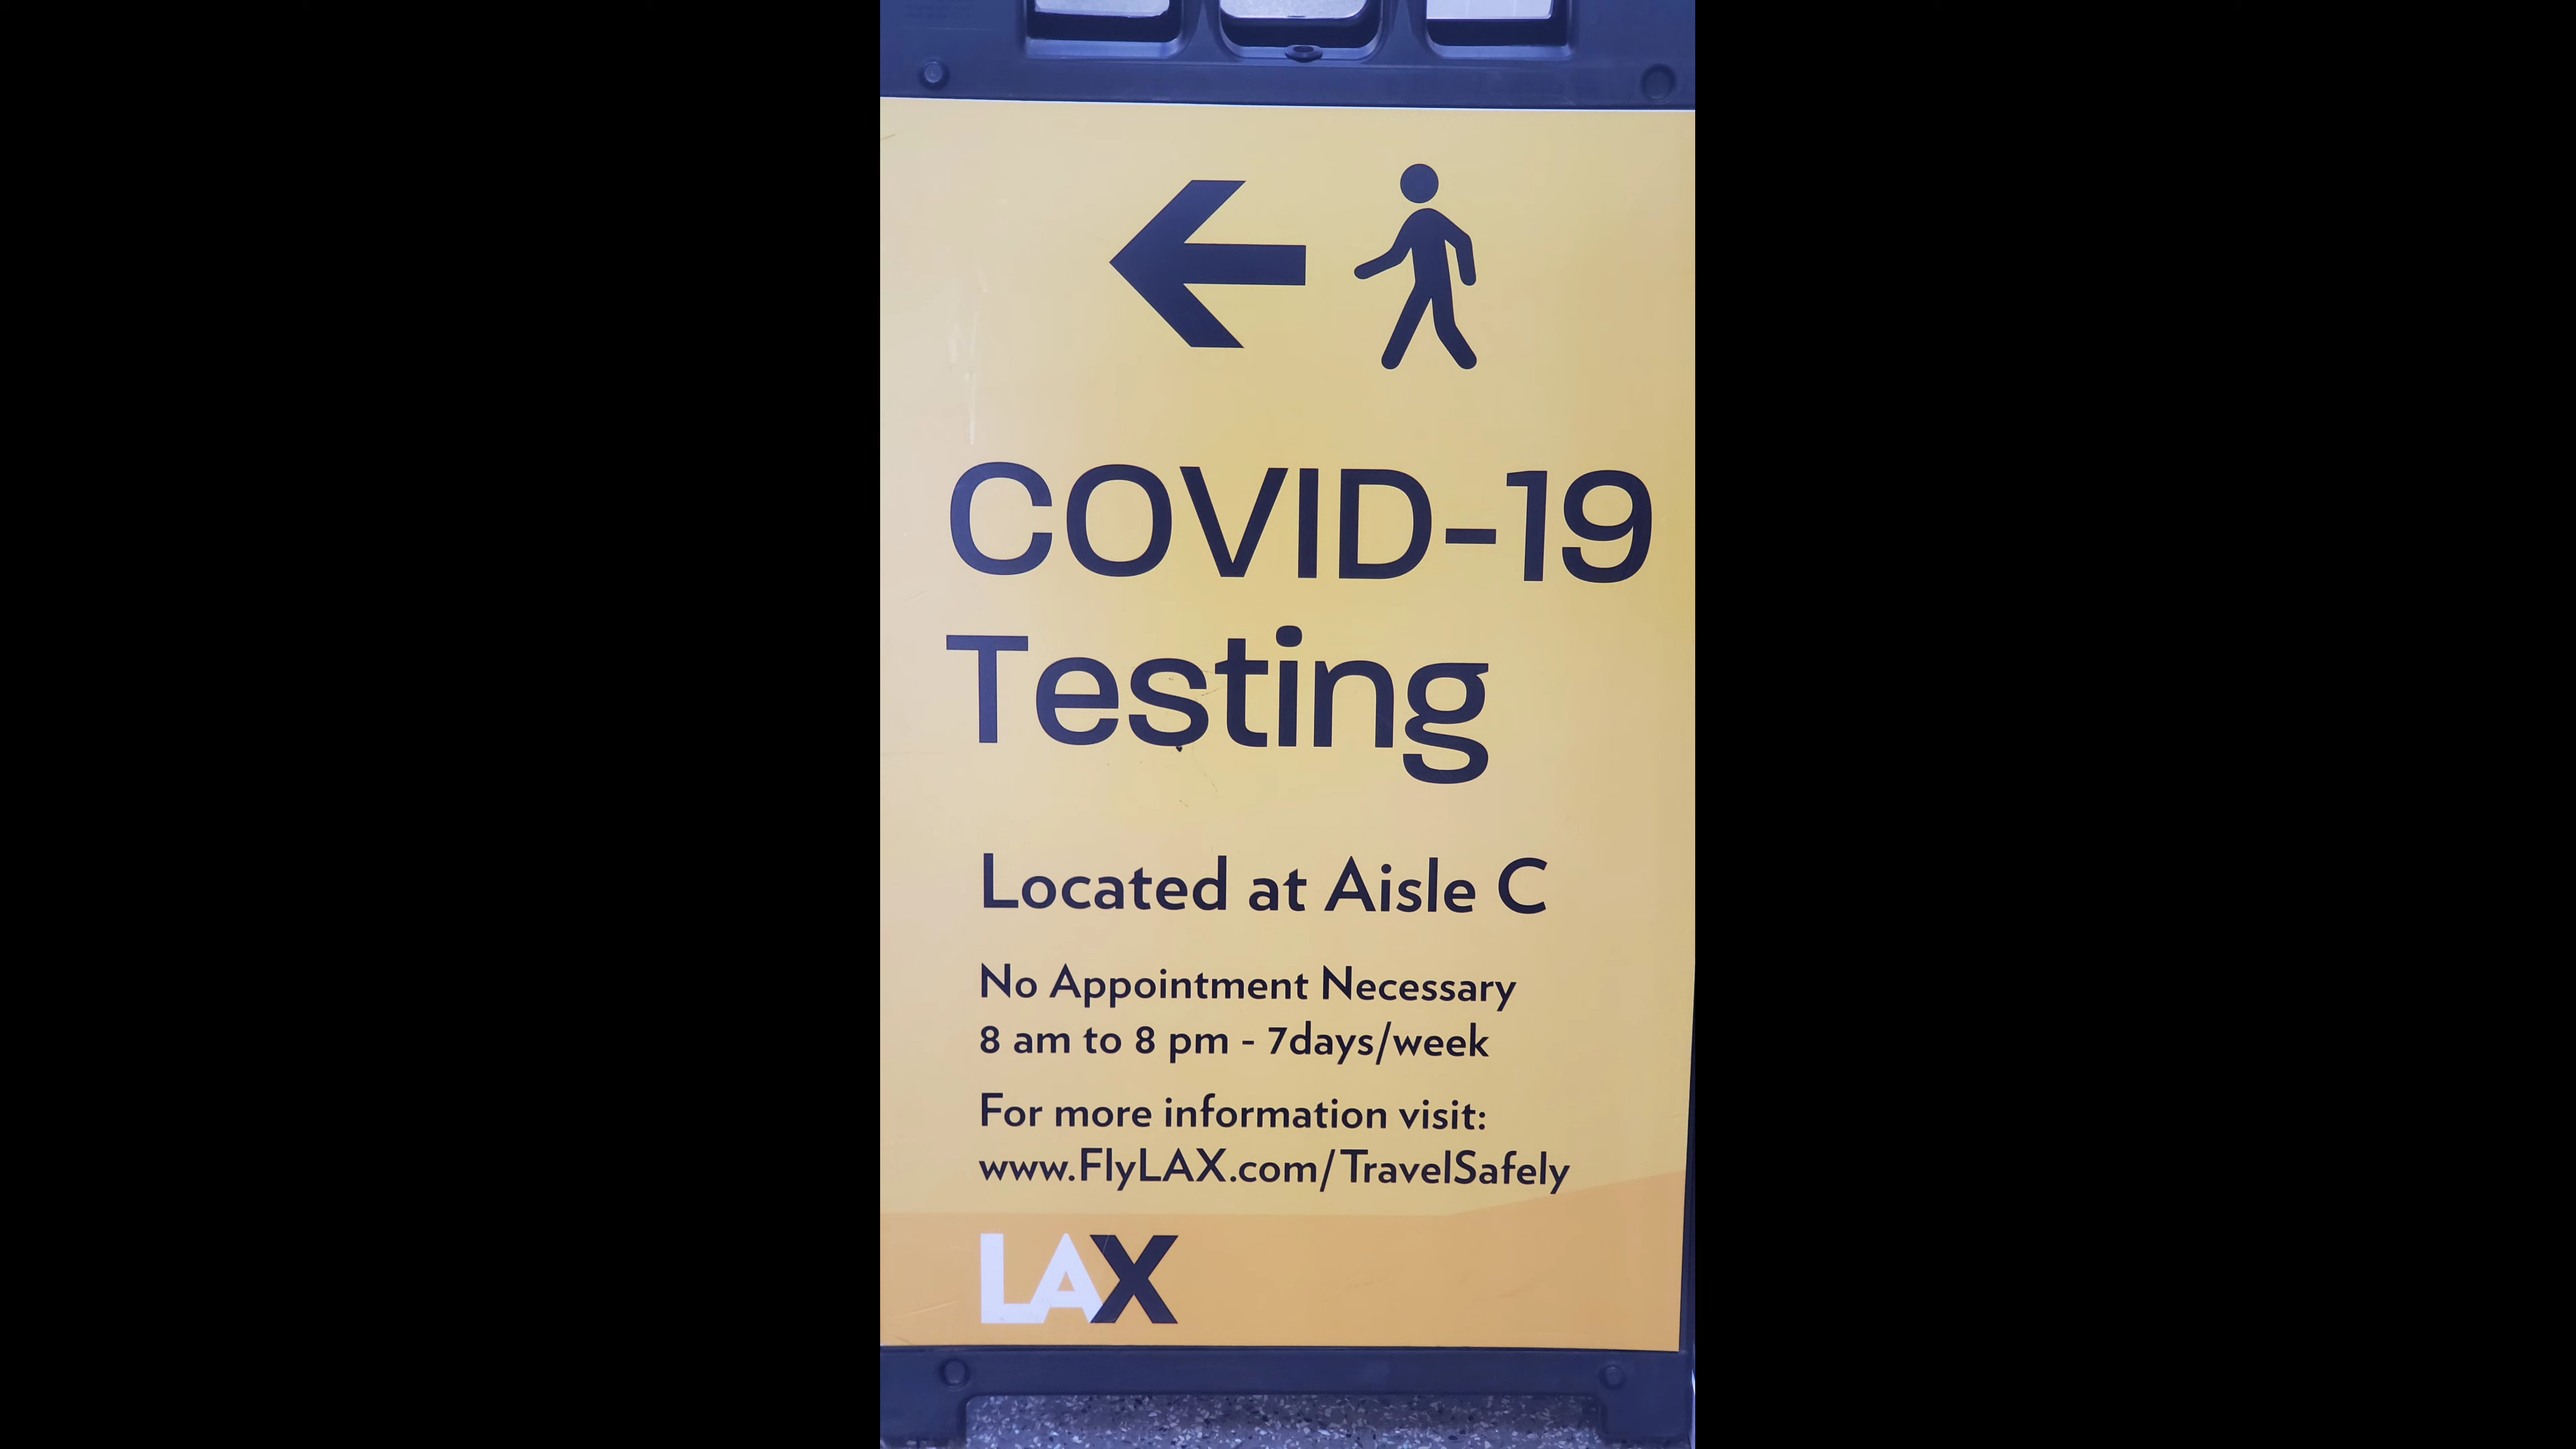 COVID-19
Testing
Located at Aisle C
No Appointment Necessary
8 am to 8 pm - 7days/week
For more information visit:
www.FlyLAX.com/TravelSafely
LAX